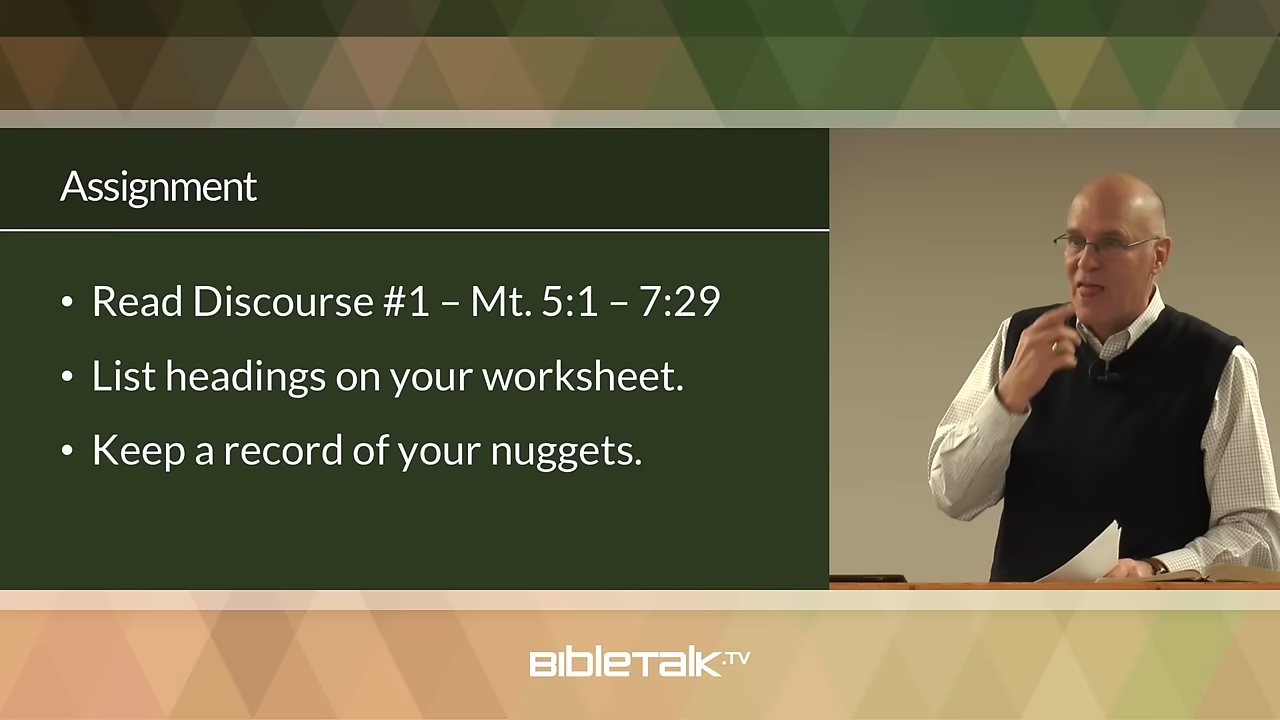 Assignment
• Read Discourse #1 – Mt. 5:1 – 7:29
• List headings on your worksheet.
• Keep a record of your nuggets.
BIBLETALK.TV